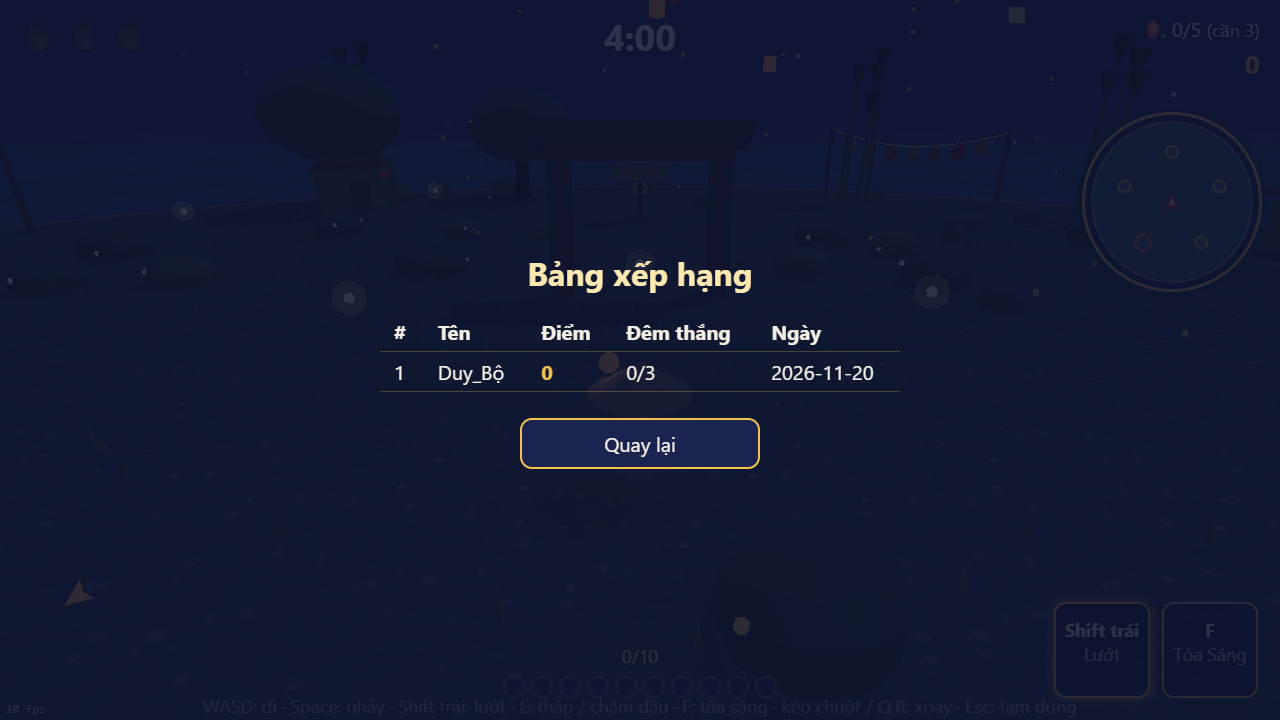 4:00
0/5 (cần 3)
0
Bảng xếp hạng
# Tên Điểm Đêm thắng Ngày
1 Duy_Bộ 0 0/3 2026-11-20
Quay lại
Shift trái
Lướt
F
Tỏa Sáng
0/10
WASD: đi · Space: nhảy · Shift trái: lướt · E: thắp / châm dầu · F: tỏa sáng · kéo chuột / Q,R: xoay · Esc: tạm dừng
10 fps